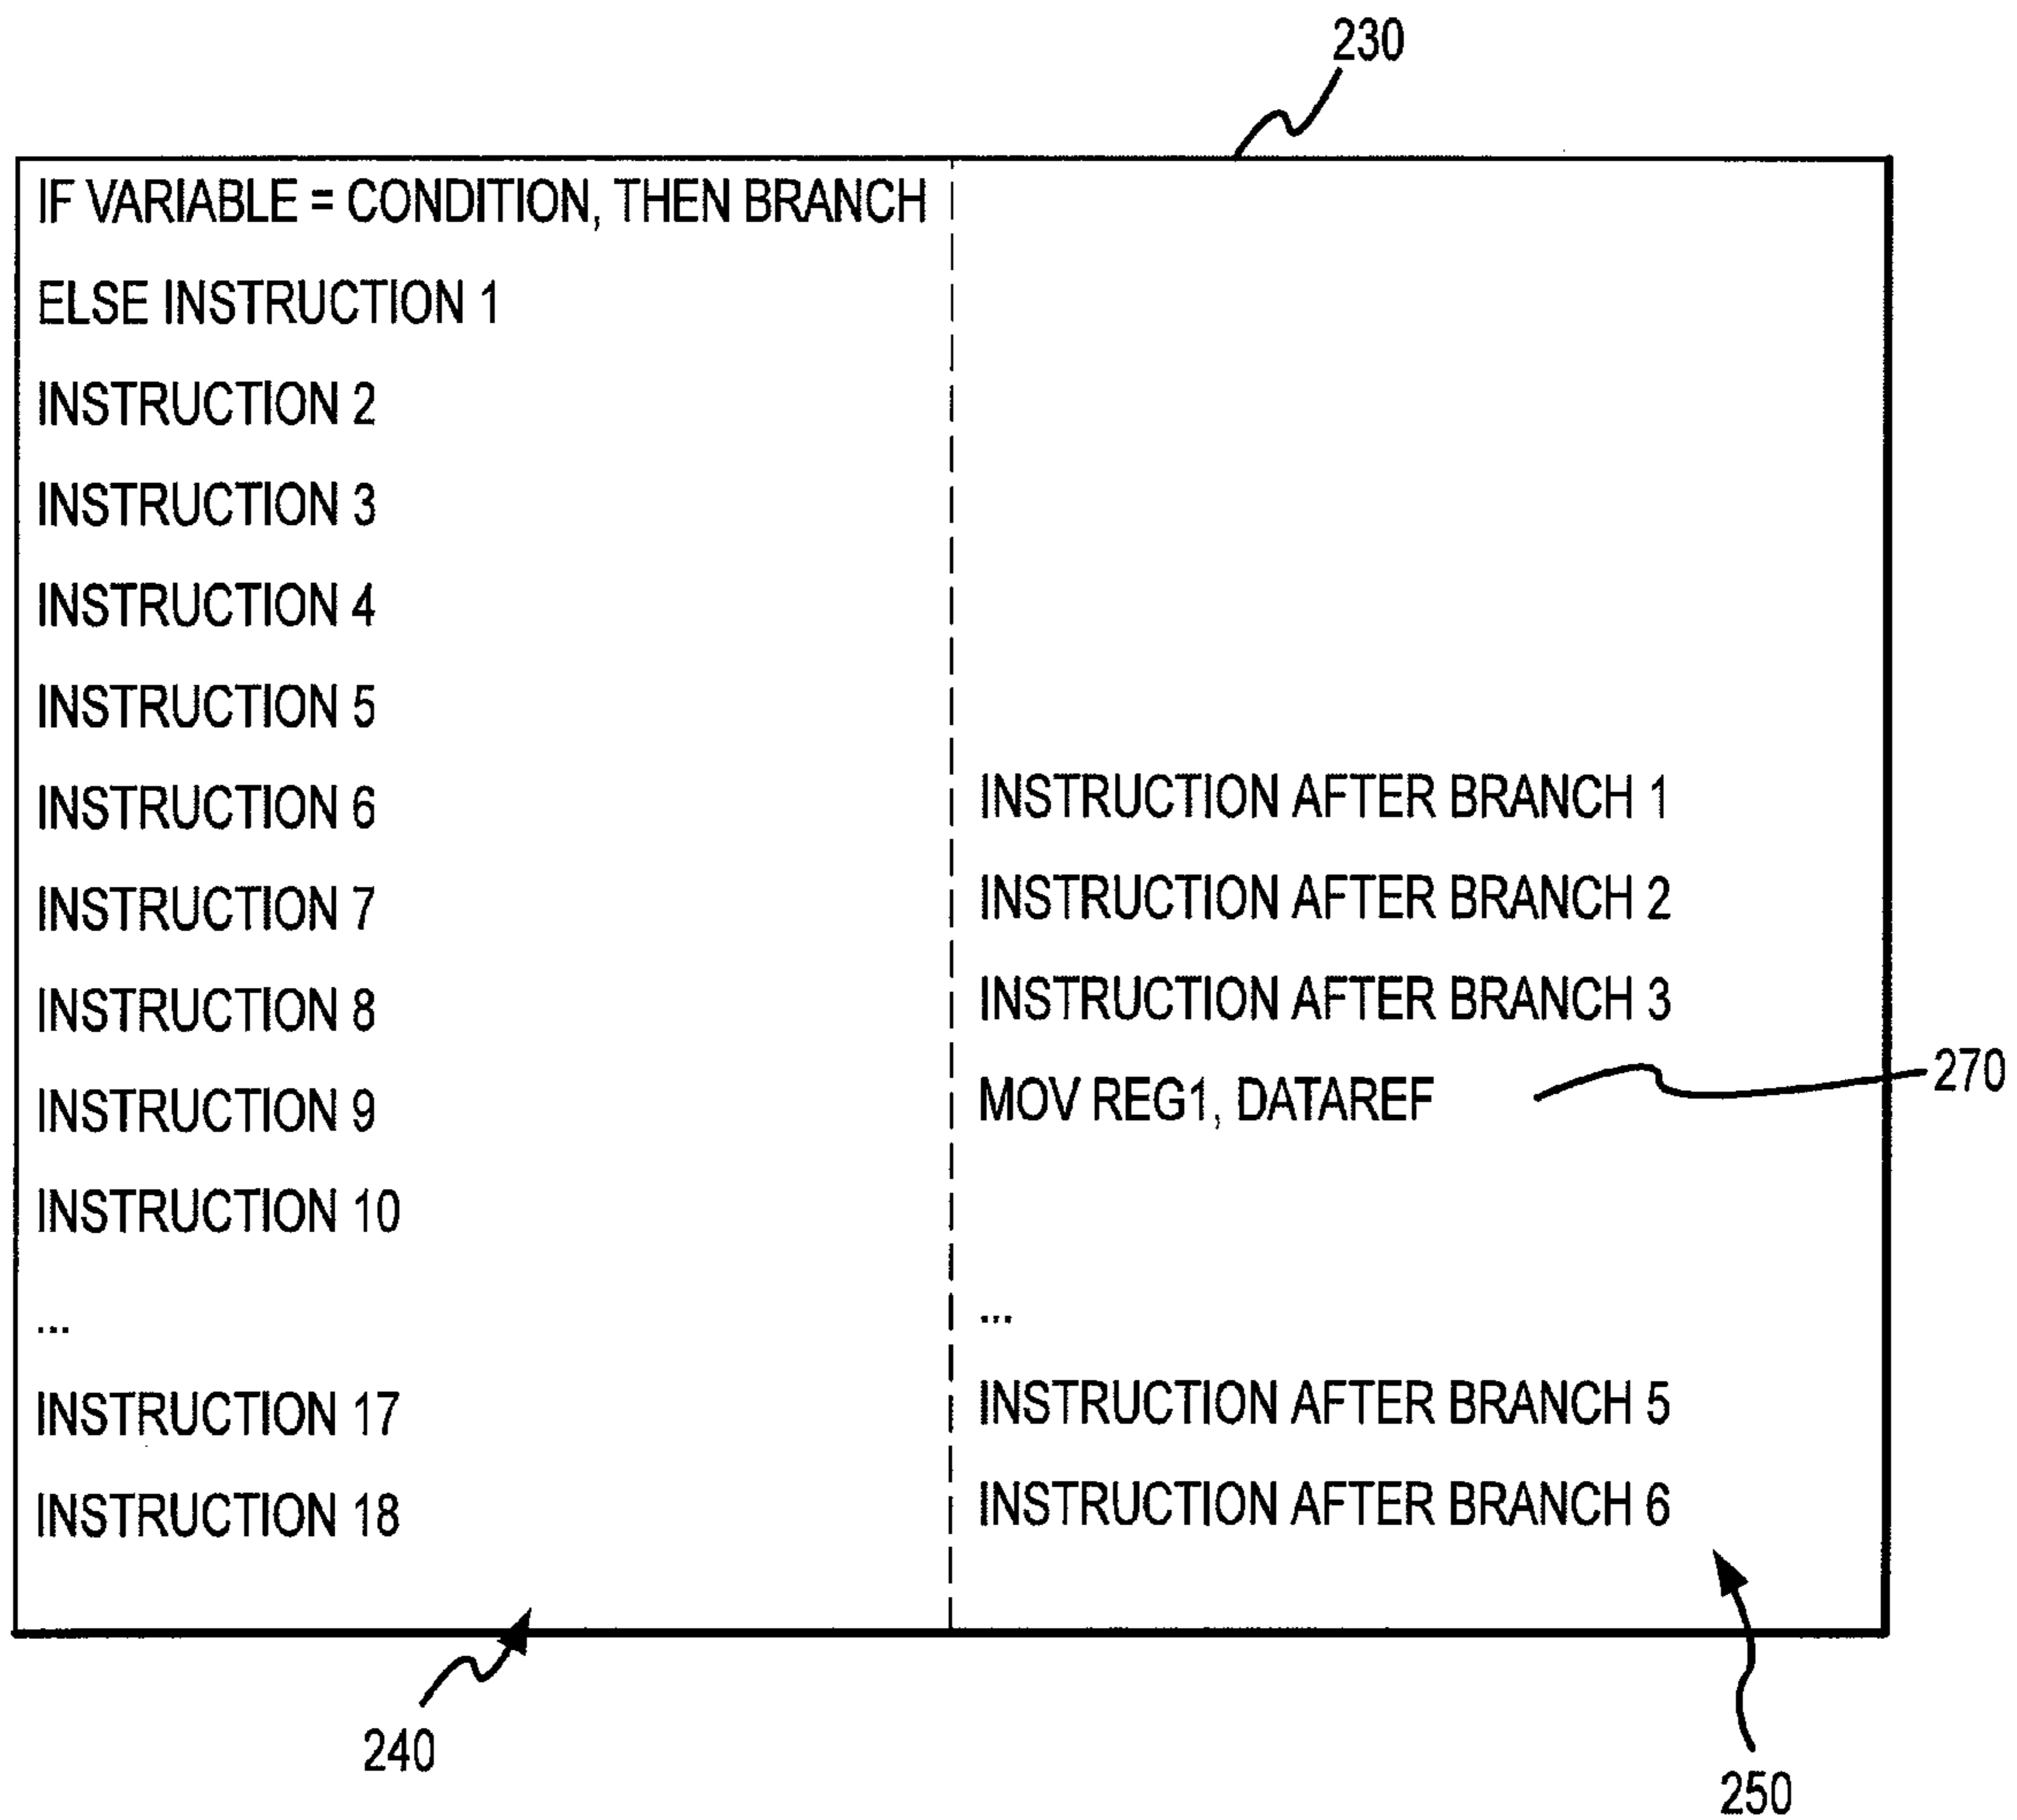 230
IF VARIABLE = CONDITION, THEN BRANCH
ELSE INSTRUCTION 1
INSTRUCTION 2
INSTRUCTION 3
INSTRUCTION 4
INSTRUCTION 5
INSTRUCTION 6
INSTRUCTION 7
INSTRUCTION 8
INSTRUCTION 9
INSTRUCTION 10
...
INSTRUCTION 17
INSTRUCTION 18
INSTRUCTION AFTER BRANCH 1
INSTRUCTION AFTER BRANCH 2
INSTRUCTION AFTER BRANCH 3
MOV REG1, DATAREF
...
INSTRUCTION AFTER BRANCH 5
INSTRUCTION AFTER BRANCH 6
270
240
250